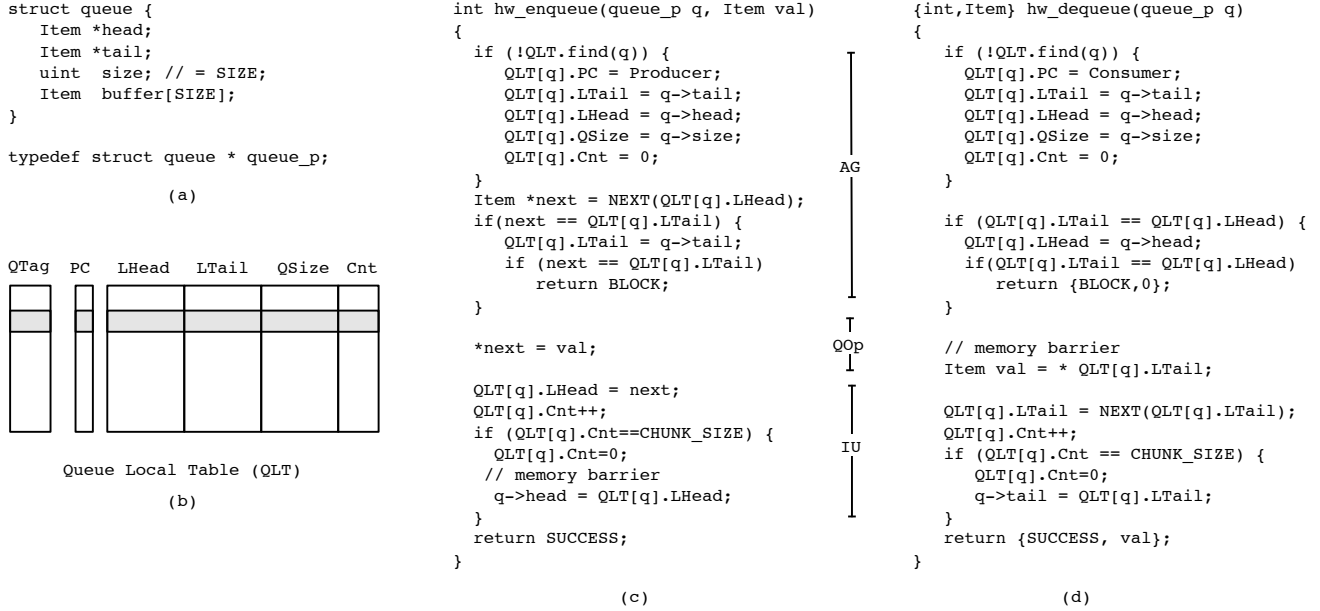 struct queue {
   Item *head;
   Item *tail;
   uint  size; // = SIZE;
   Item  buffer[SIZE];
}
typedef struct queue * queue_p;
(a)
QTag PC LHead LTail QSize Cnt
Queue Local Table (QLT)
(b)
int hw_enqueue(queue_p q, Item val)
{
  if (!QLT.find(q)) {
     QLT[q].PC = Producer;
     QLT[q].LTail = q->tail;
     QLT[q].LHead = q->head;
     QLT[q].QSize = q->size;
     QLT[q].Cnt = 0;
  }
  Item *next = NEXT(QLT[q].LHead);
  if(next == QLT[q].LTail) {
     QLT[q].LTail = q->tail;
     if (next == QLT[q].LTail)
        return BLOCK;
  }
  *next = val;
  QLT[q].LHead = next;
  QLT[q].Cnt++;
  if (QLT[q].Cnt==CHUNK_SIZE) {
    QLT[q].Cnt=0;
   // memory barrier
    q->head = QLT[q].LHead;
  }
  return SUCCESS;
}
(c)
AG
QOp
IU
{int,Item} hw_dequeue(queue_p q)
{
   if (!QLT.find(q)) {
     QLT[q].PC = Consumer;
     QLT[q].LTail = q->tail;
     QLT[q].LHead = q->head;
     QLT[q].QSize = q->size;
     QLT[q].Cnt = 0;
   }
   if (QLT[q].LTail == QLT[q].LHead) {
     QLT[q].LHead = q->head;
     if(QLT[q].LTail == QLT[q].LHead)
        return {BLOCK,0};
   }
   // memory barrier
   Item val = * QLT[q].LTail;
   QLT[q].LTail = NEXT(QLT[q].LTail);
   QLT[q].Cnt++;
   if (QLT[q].Cnt == CHUNK_SIZE) {
      QLT[q].Cnt=0;
      q->tail = QLT[q].LTail;
   }
   return {SUCCESS, val};
}
(d)